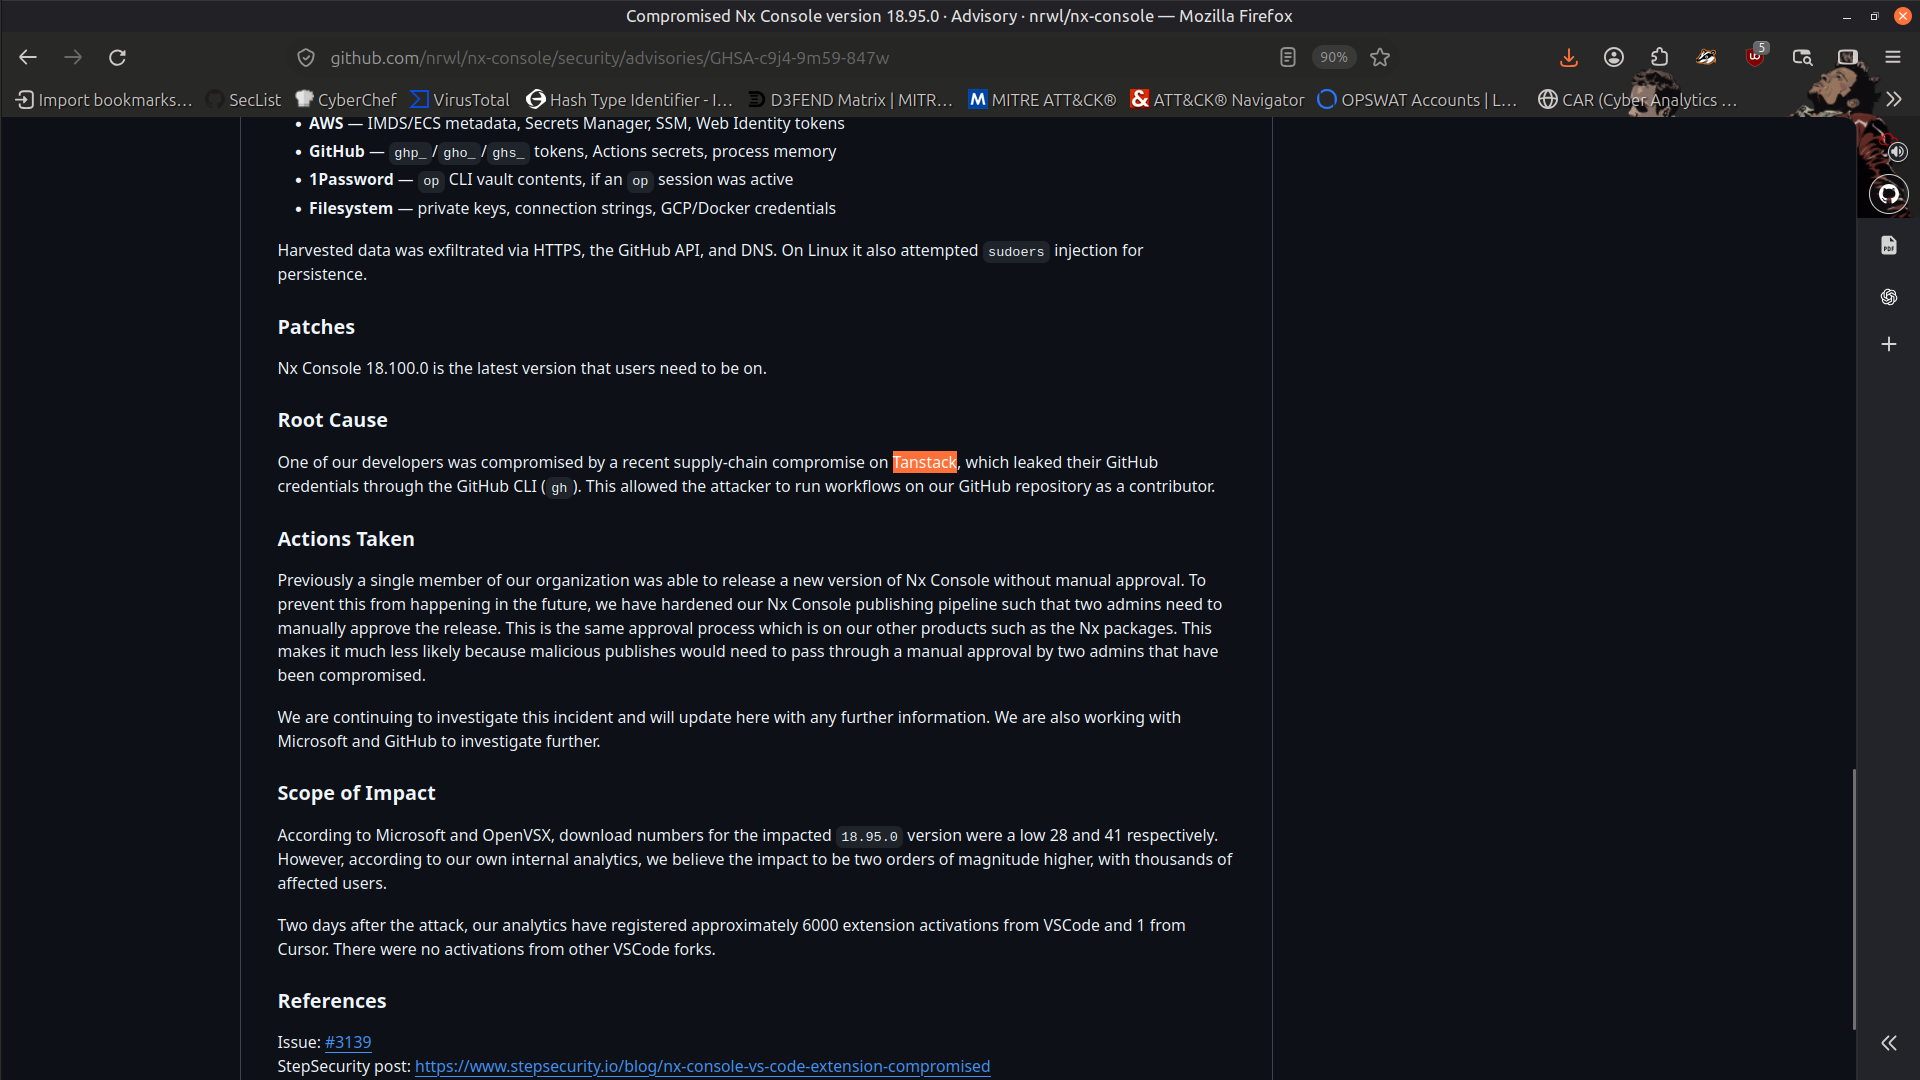 Compromised Nx Console version 18.95.0 · Advisory · nrwl/nx-console — Mozilla Firefox
github.com/nrwl/nx-console/security/advisories/GHSA-c9j4-9m59-847w
90%
5
Import bookmarks…
SecList
CyberChef
VirusTotal
Hash Type Identifier - I…
D3FEND Matrix | MITR…
MITRE ATT&CK®
ATT&CK® Navigator
OPSWAT Accounts | L…
CAR (Cyber Analytics …
• AWS — IMDS/ECS metadata, Secrets Manager, SSM, Web Identity tokens
• GitHub — ghp_/gho_/ghs_ tokens, Actions secrets, process memory
• 1Password — op CLI vault contents, if an op session was active
• Filesystem — private keys, connection strings, GCP/Docker credentials
Harvested data was exfiltrated via HTTPS, the GitHub API, and DNS. On Linux it also attempted sudoers injection for
persistence.
Patches
Nx Console 18.100.0 is the latest version that users need to be on.
Root Cause
One of our developers was compromised by a recent supply-chain compromise on Tanstack, which leaked their GitHub
credentials through the GitHub CLI (gh). This allowed the attacker to run workflows on our GitHub repository as a contributor.
Actions Taken
Previously a single member of our organization was able to release a new version of Nx Console without manual approval. To
prevent this from happening in the future, we have hardened our Nx Console publishing pipeline such that two admins need to
manually approve the release. This is the same approval process which is on our other products such as the Nx packages. This
makes it much less likely because malicious publishes would need to pass through a manual approval by two admins that have
been compromised.
We are continuing to investigate this incident and will update here with any further information. We are also working with
Microsoft and GitHub to investigate further.
Scope of Impact
According to Microsoft and OpenVSX, download numbers for the impacted 18.95.0 version were a low 28 and 41 respectively.
However, according to our own internal analytics, we believe the impact to be two orders of magnitude higher, with thousands of
affected users.
Two days after the attack, our analytics have registered approximately 6000 extension activations from VSCode and 1 from
Cursor. There were no activations from other VSCode forks.
References
Issue: #3139
StepSecurity post: https://www.stepsecurity.io/blog/nx-console-vs-code-extension-compromised